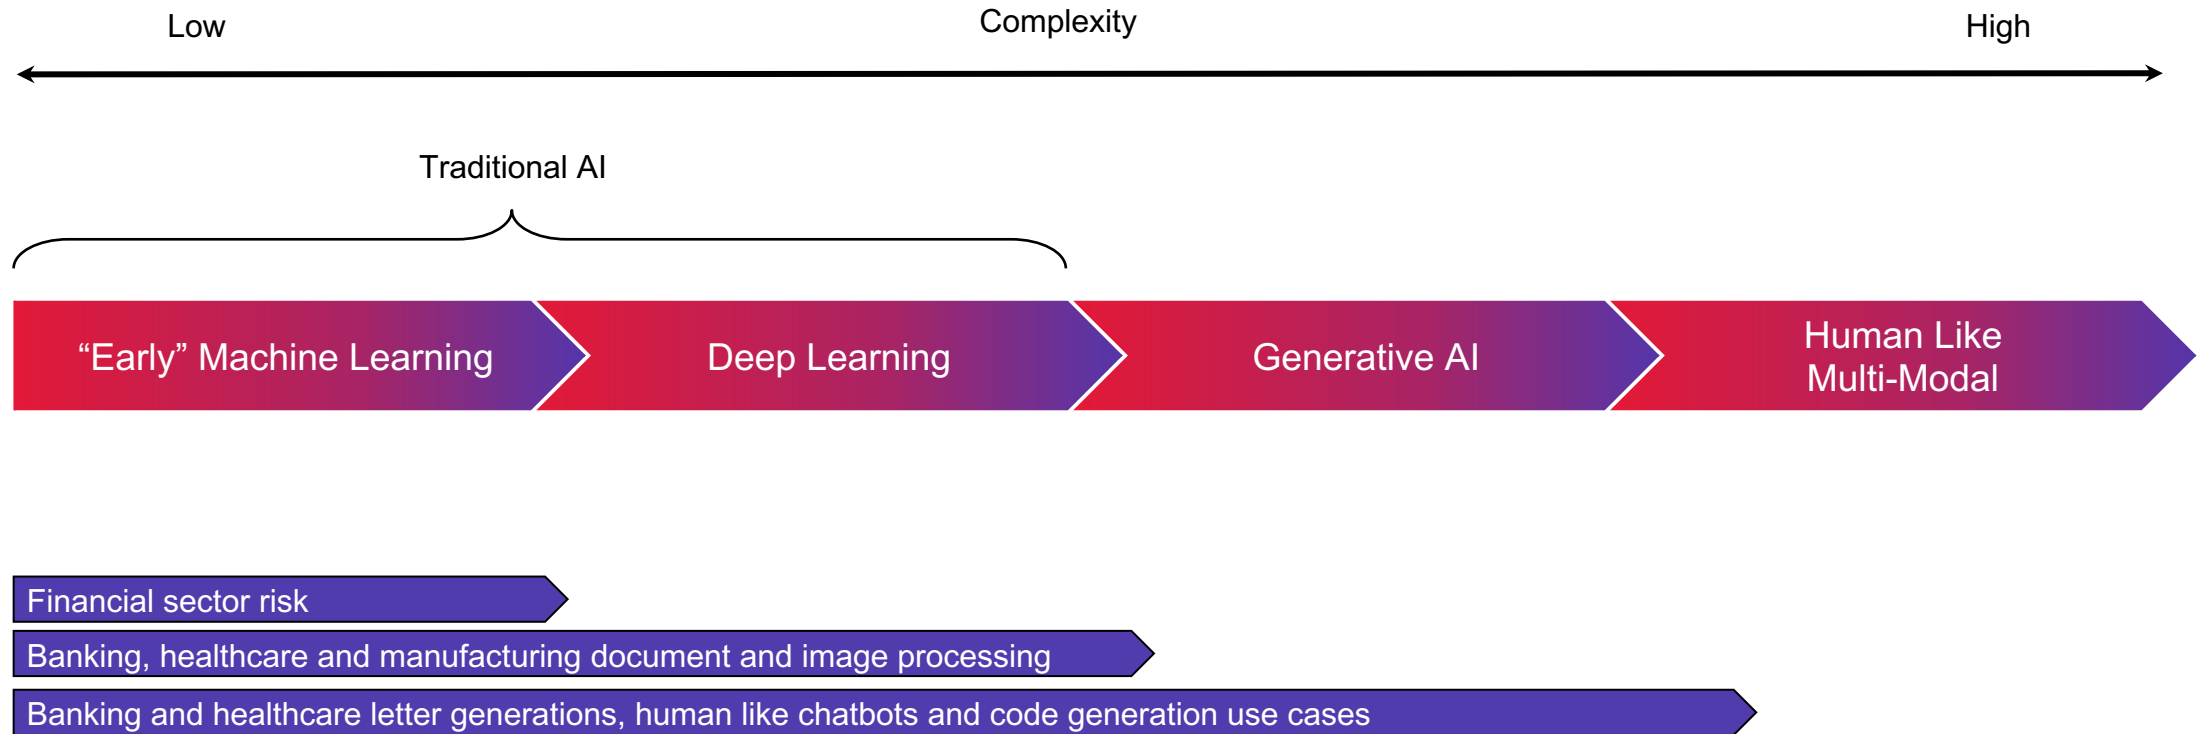 Low Complexity High
Traditional AI
“Early” Machine Learning
Deep Learning
Generative AI
Human Like
Multi-Modal
Financial sector risk
Banking, healthcare and manufacturing document and image processing
Banking and healthcare letter generations, human like chatbots and code generation use cases